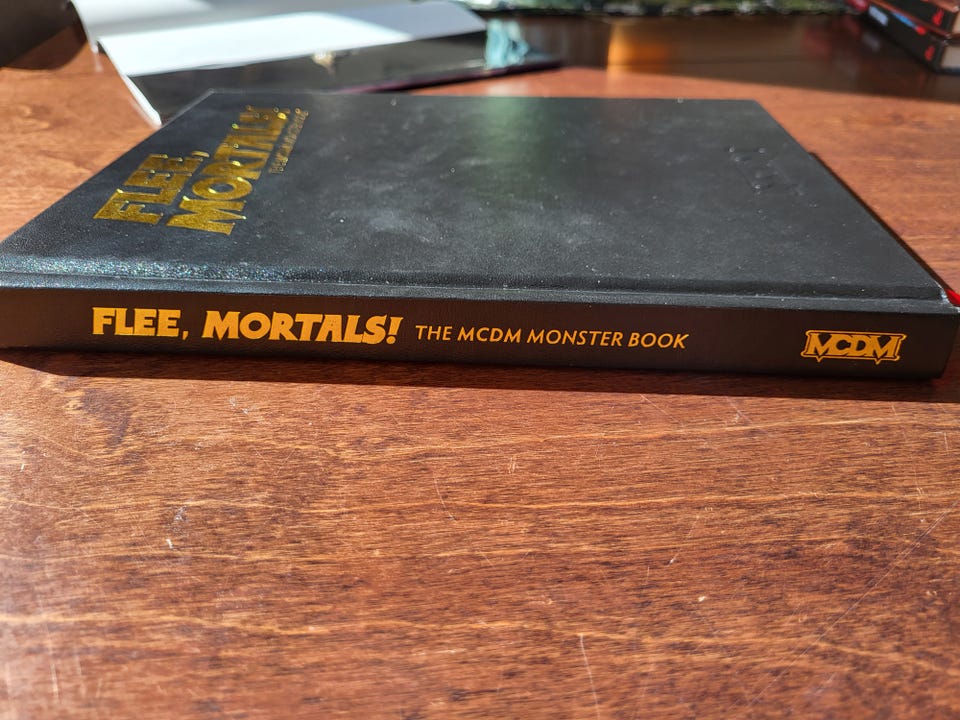 FLEE,
MORTALS!
FLEE, MORTALS! THE MCDM MONSTER BOOK
MCDM